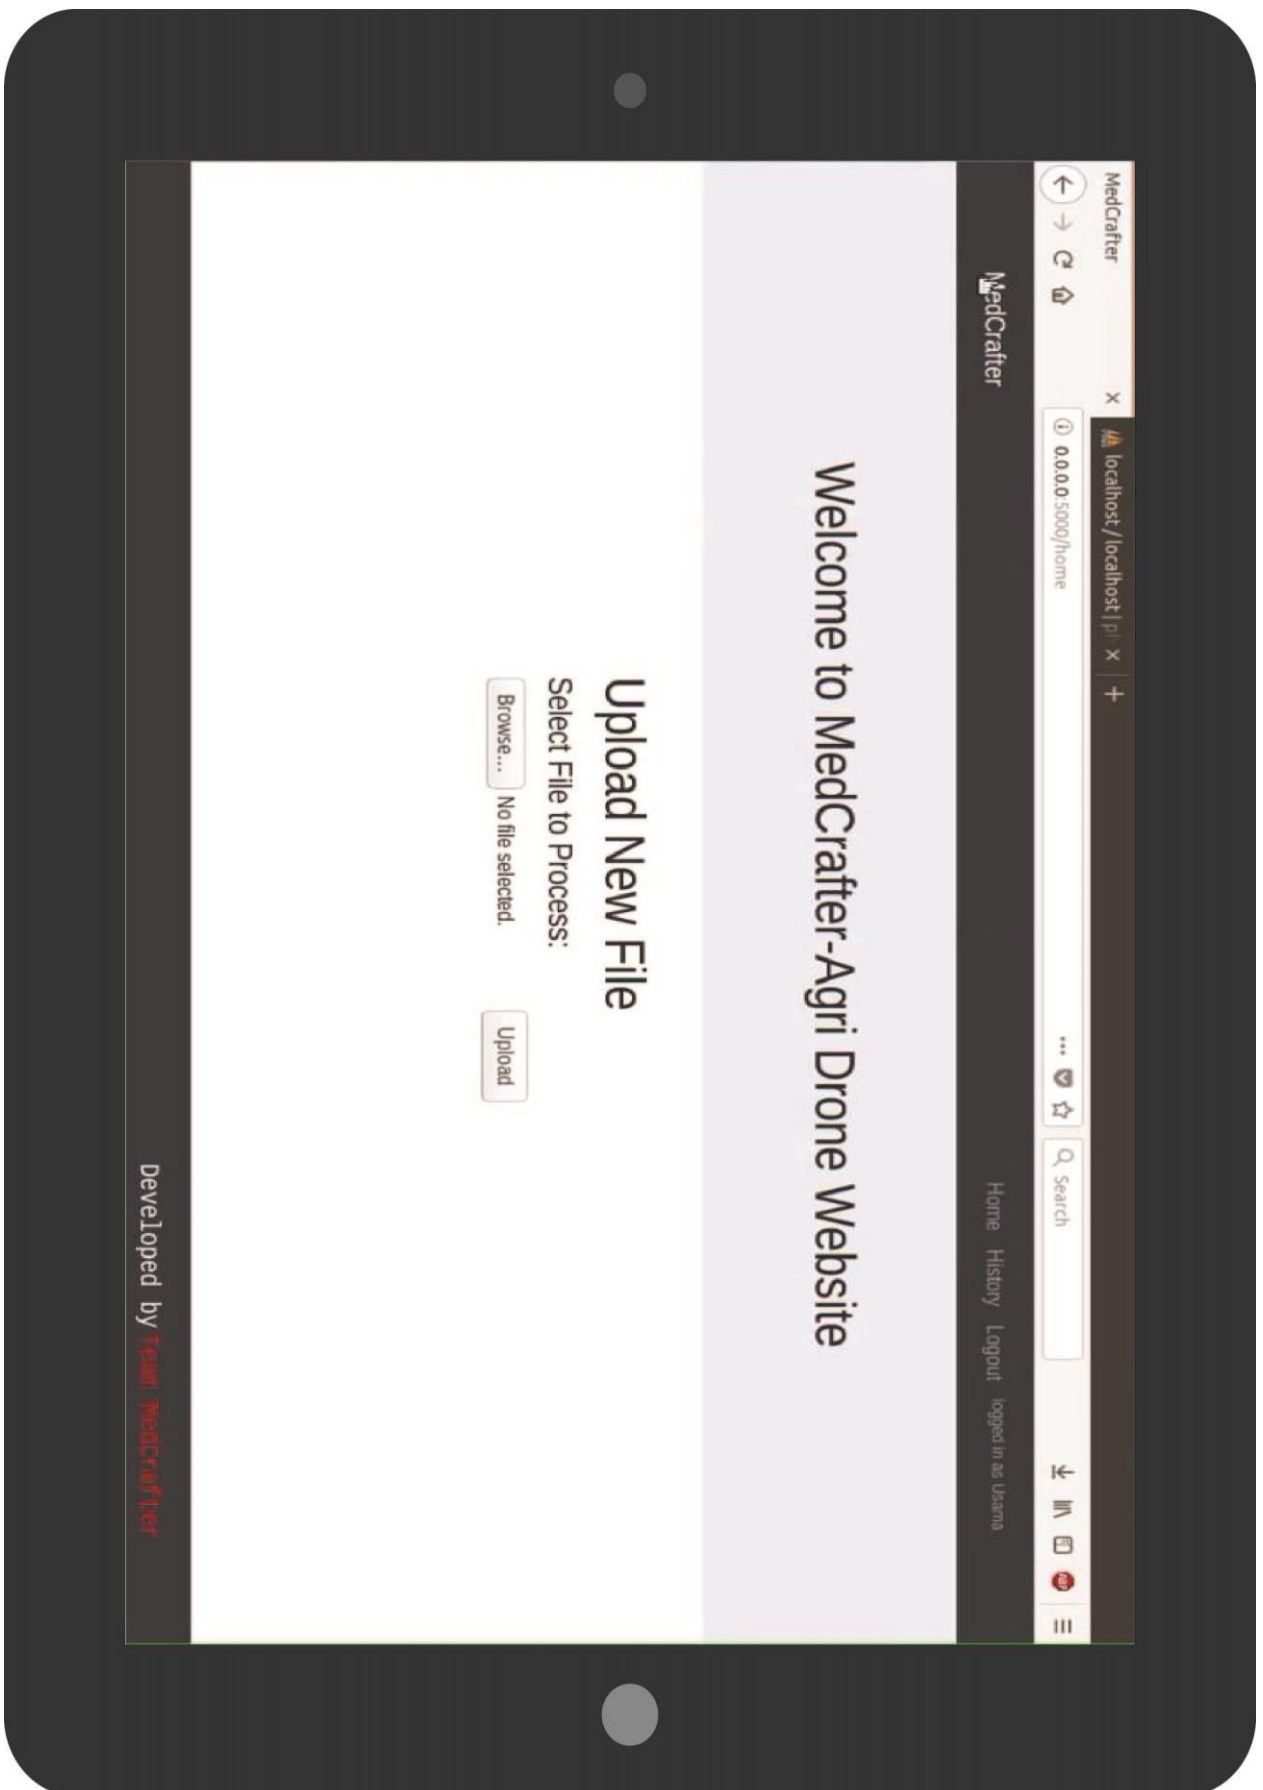 MedCrafter × localhost / localhost | p × +
0.0.0.0:5000/home ... Search ABP
MedCrafter Home History Logout logged in as Usama
Welcome to MedCrafter-Agri Drone Website
Upload New File
Select File to Process:
Browse... No file selected. Upload
Developed by Team MedCrafter